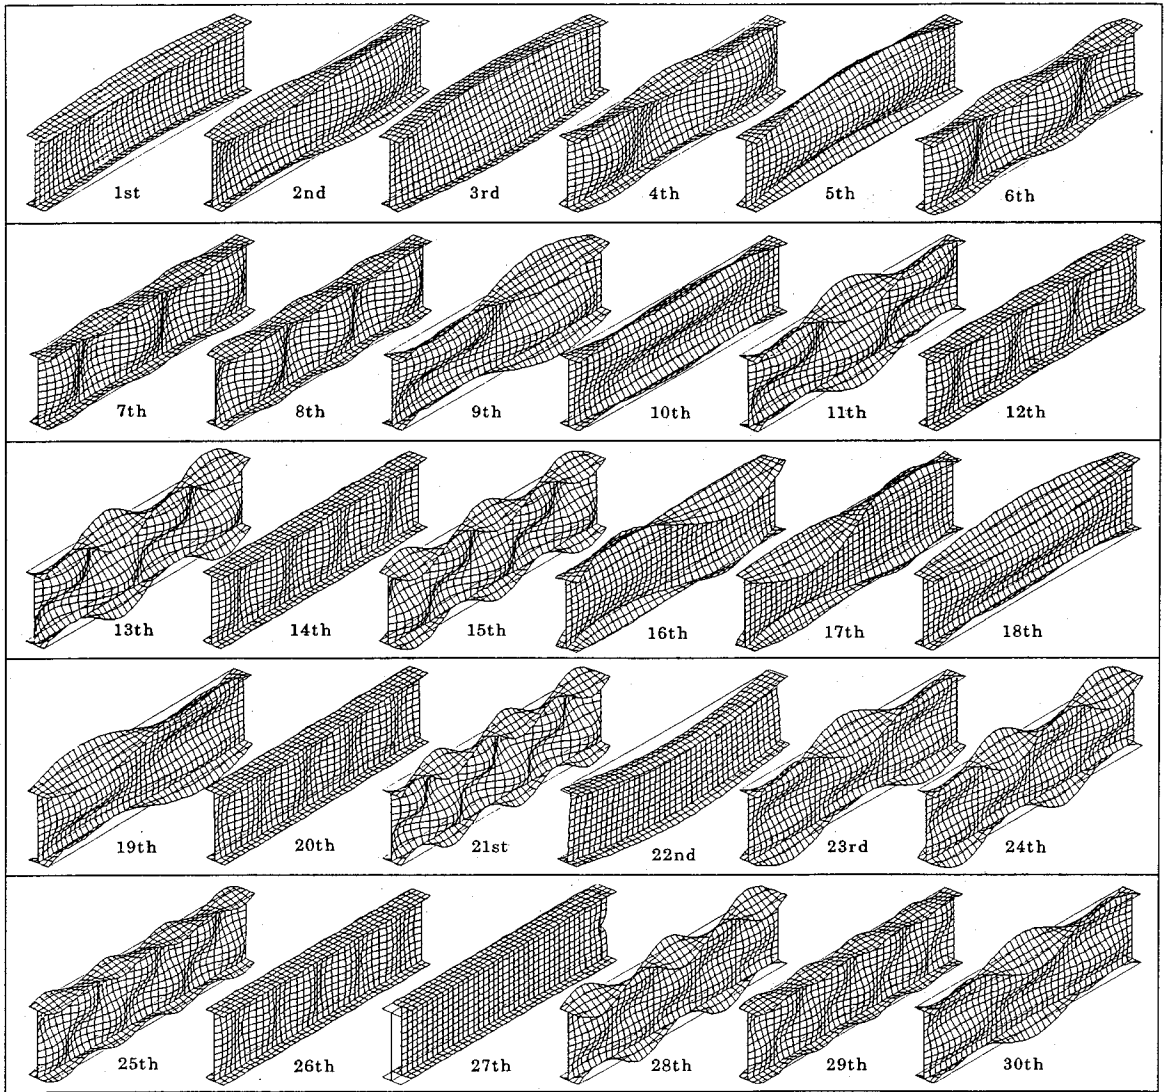 1st 2nd 3rd 4th 5th 6th
7th 8th 9th 10th 11th 12th
13th 14th 15th 16th 17th 18th
19th 20th 21st 22nd 23rd 24th
25th 26th 27th 28th 29th 30th